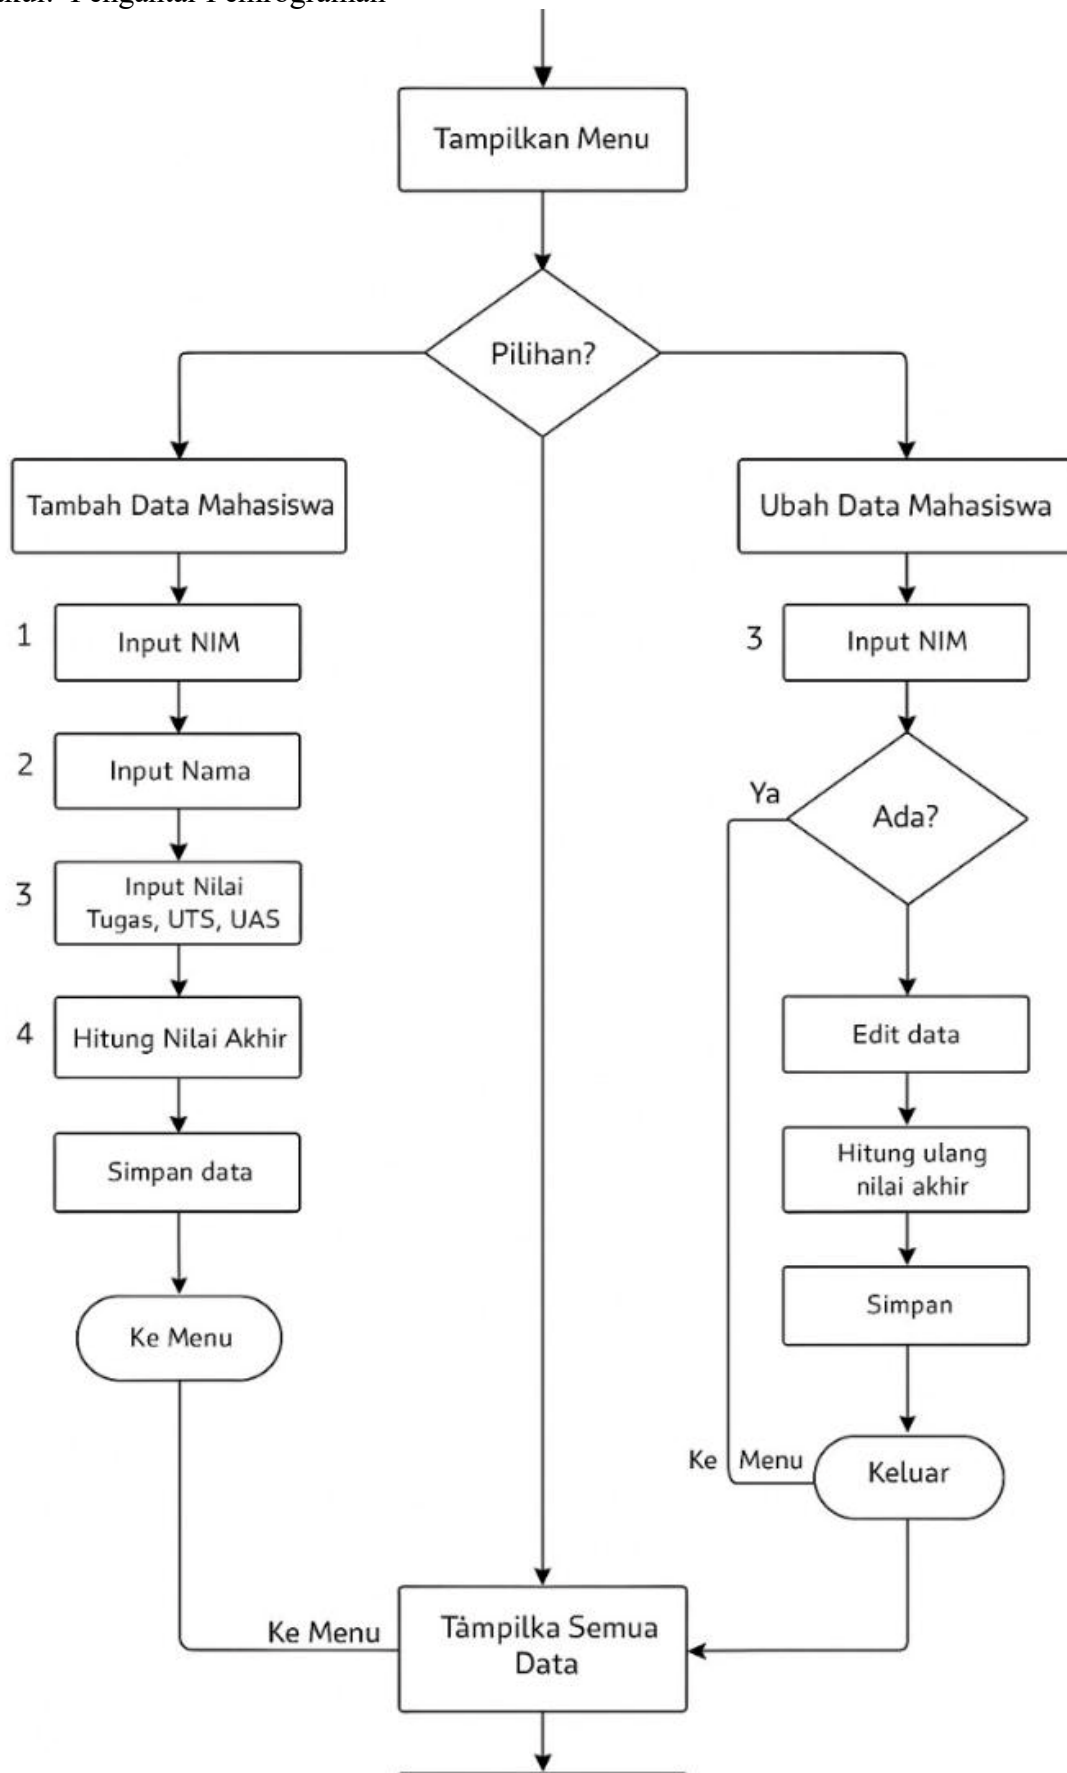 Pengantar Pemrograman
Tampilkan Menu
Pilihan?
Tambah Data Mahasiswa
1 Input NIM
2 Input Nama
3 Input Nilai
Tugas, UTS, UAS
4 Hitung Nilai Akhir
Simpan data
Ke Menu
Ubah Data Mahasiswa
3 Input NIM
Ya
Ada?
Edit data
Hitung ulang
nilai akhir
Simpan
Ke Menu
Keluar
Ke Menu
Tampilka Semua
Data